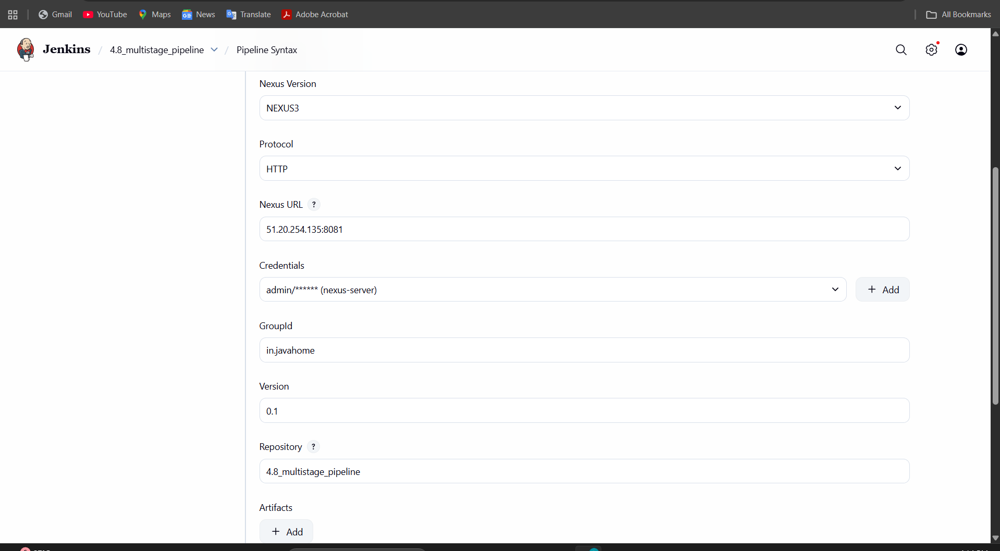 Gmail YouTube Maps News Translate Adobe Acrobat All Bookmarks
Jenkins / 4.8_multistage_pipeline / Pipeline Syntax
Nexus Version
NEXUS3
Protocol
HTTP
Nexus URL ?
51.20.254.135:8081
Credentials
admin/****** (nexus-server)
+ Add
GroupId
in.javahome
Version
0.1
Repository ?
4.8_multistage_pipeline
Artifacts
+ Add